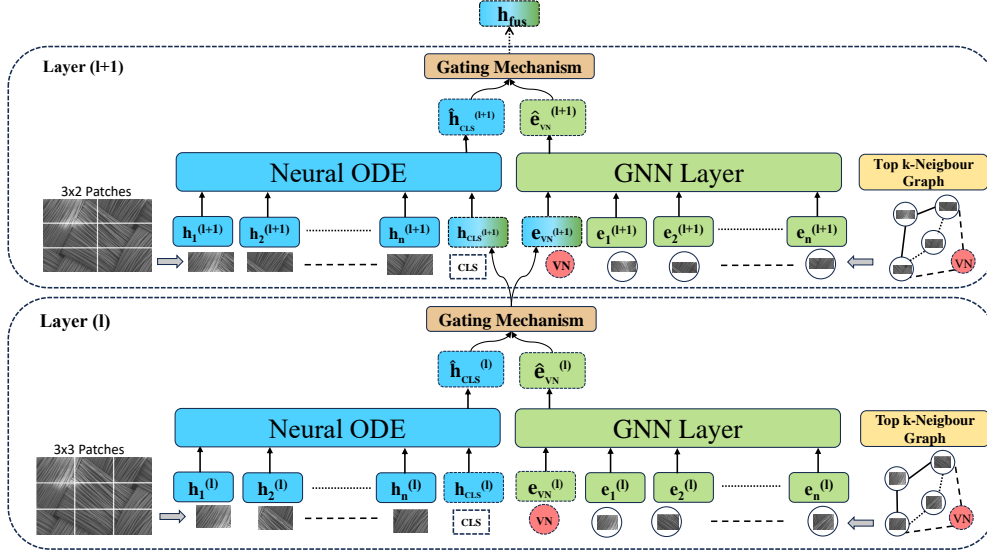 h_fus
Layer (l+1)
Gating Mechanism
ĥ_CLS^(l+1) ê_VN^(l+1)
Neural ODE GNN Layer
Top k-Neigbour
Graph
3x2 Patches
h_1^(l+1) h_2^(l+1) h_n^(l+1) h_CLS^(l+1) e_VN^(l+1) e_1^(l+1) e_2^(l+1) e_n^(l+1)
CLS VN VN
Layer (l)
Gating Mechanism
ĥ_CLS^(l) ê_VN^(l)
Neural ODE GNN Layer
Top k-Neigbour
Graph
3x3 Patches
h_1^(l) h_2^(l) h_n^(l) h_CLS^(l) e_VN^(l) e_1^(l) e_2^(l) e_n^(l)
CLS VN VN